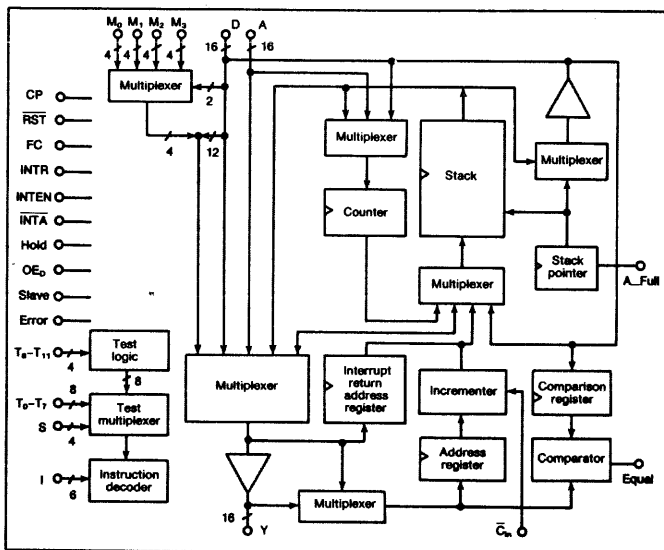 M0 M1 M2 M3 D A
4 4 4 4 16 16
Multiplexer
2
4 12
CP
RST
FC
INTR
INTEN
INTA
Hold
OED
Slave
Error
T8–T11
4
Test
logic
8
T0–T7
8
S
4
Test
multiplexer
I
6
Instruction
decoder
Multiplexer
Counter
Stack
Multiplexer
Stack
pointer
A_Full
Multiplexer
Multiplexer
Interrupt
return
address
register
Incrementer
Comparison
register
Address
register
Comparator
Equal
Multiplexer
16
Y
C̅in